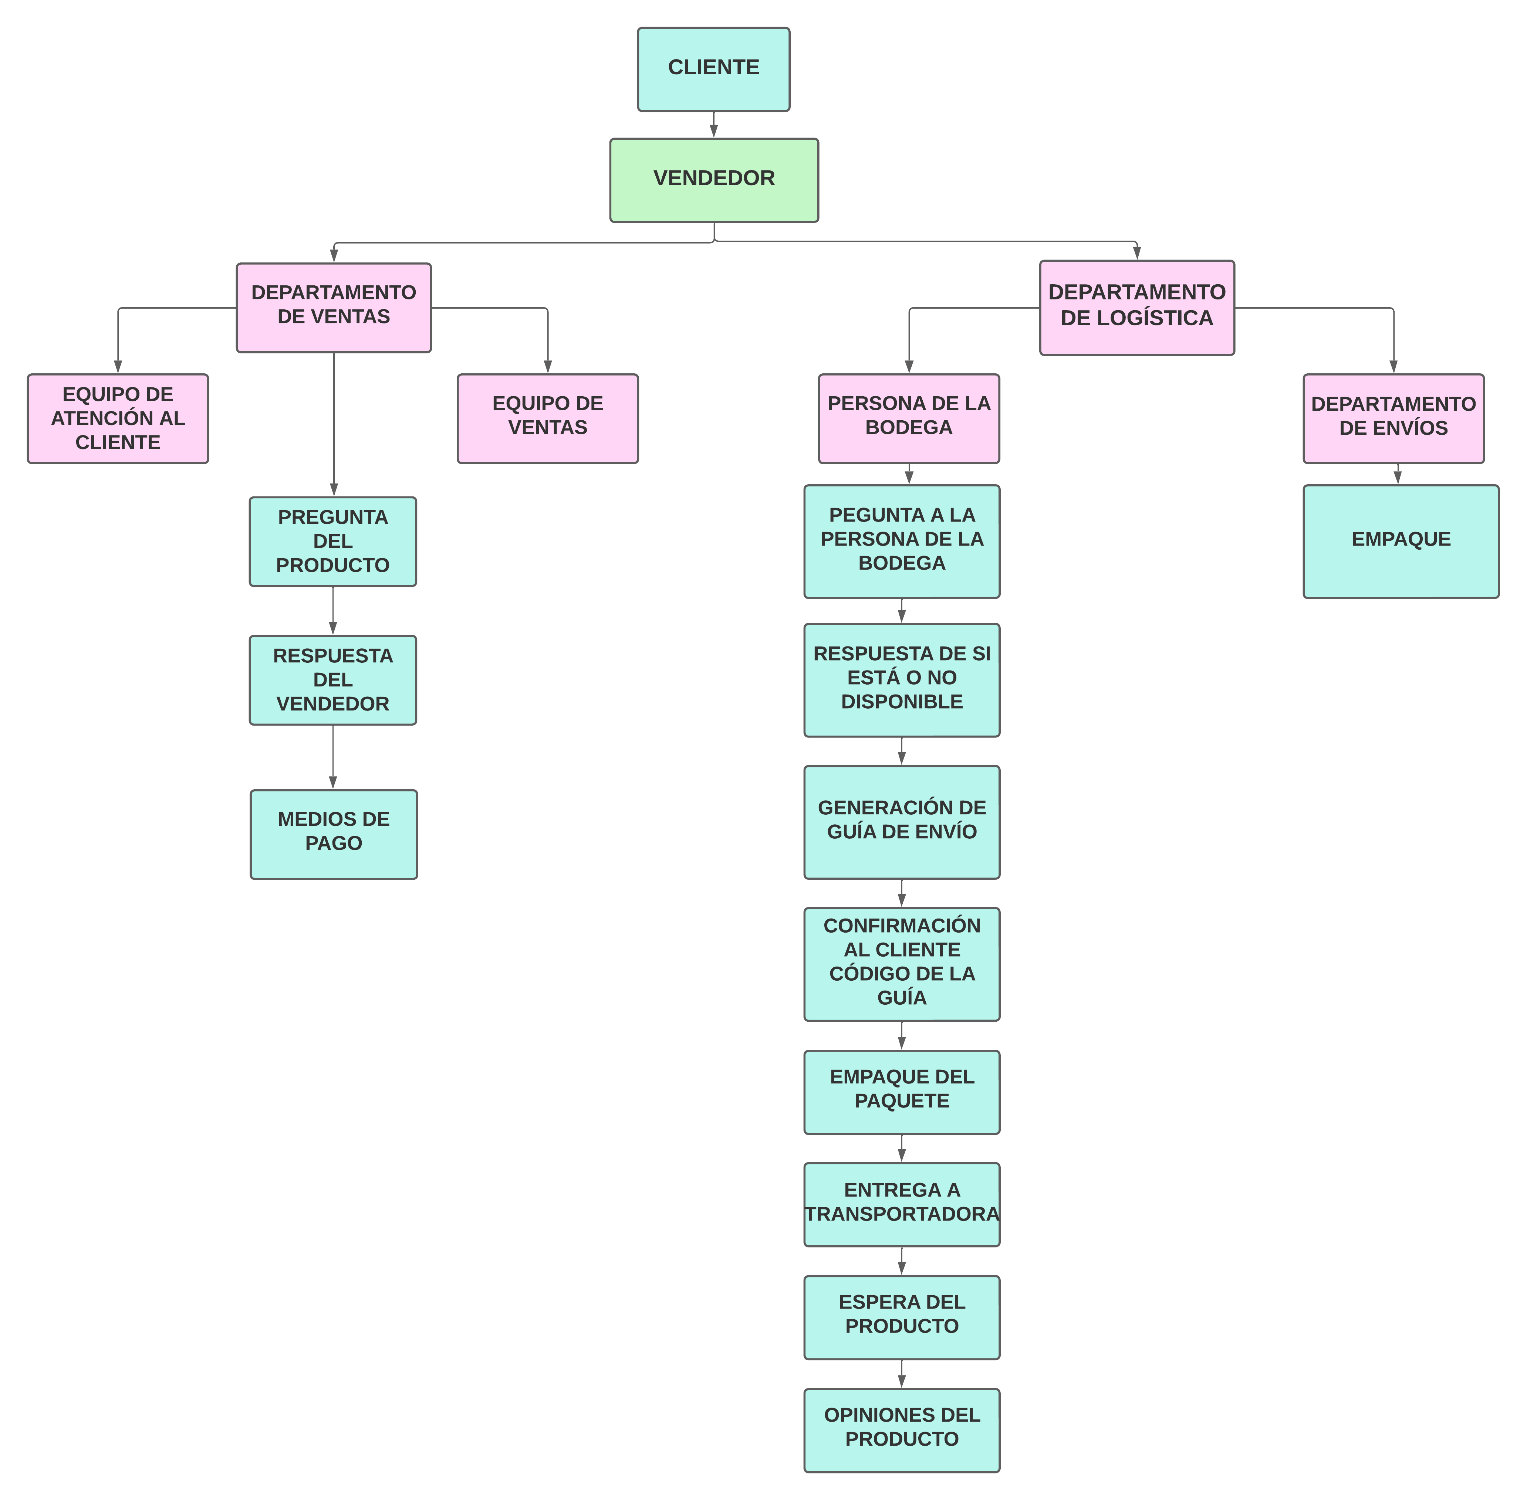 CLIENTE
VENDEDOR
DEPARTAMENTO
DE VENTAS
DEPARTAMENTO
DE LOGÍSTICA
EQUIPO DE
ATENCIÓN AL
CLIENTE
EQUIPO DE
VENTAS
PERSONA DE LA
BODEGA
DEPARTAMENTO
DE ENVÍOS
PREGUNTA
DEL
PRODUCTO
RESPUESTA
DEL
VENDEDOR
MEDIOS DE
PAGO
PEGUNTA A LA
PERSONA DE LA
BODEGA
EMPAQUE
RESPUESTA DE SI
ESTÁ O NO
DISPONIBLE
GENERACIÓN DE
GUÍA DE ENVÍO
CONFIRMACIÓN
AL CLIENTE
CÓDIGO DE LA
GUÍA
EMPAQUE DEL
PAQUETE
ENTREGA A
TRANSPORTADORA
ESPERA DEL
PRODUCTO
OPINIONES DEL
PRODUCTO